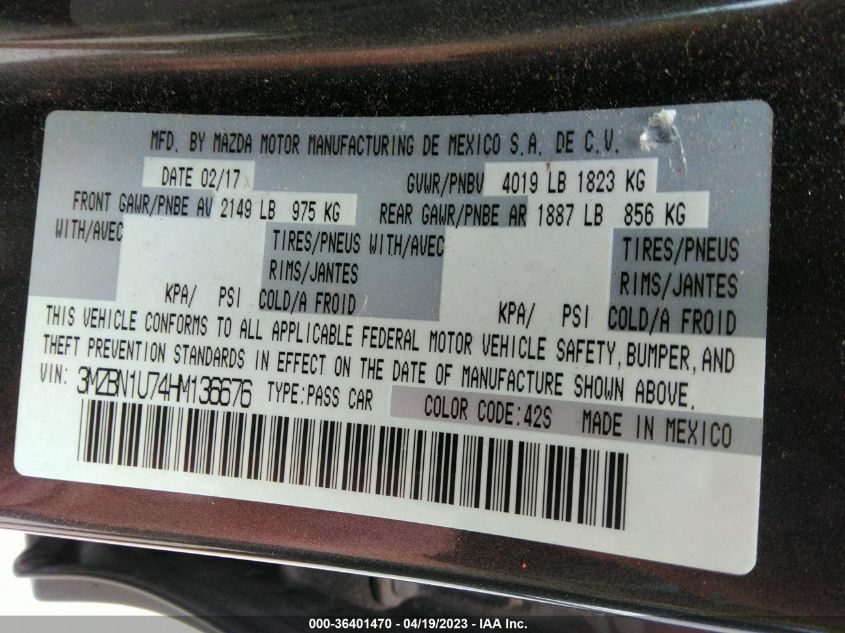 MFD. BY MAZDA MOTOR MANUFACTURING DE MEXICO S.A. DE C.V.
DATE 02/17 GVWR/PNBV 4019 LB 1823 KG
FRONT GAWR/PNBE AV 2149 LB 975 KG REAR GAWR/PNBE AR 1887 LB 856 KG
WITH/AVEC TIRES/PNEUS WITH/AVEC TIRES/PNEUS
RIMS/JANTES RIMS/JANTES
KPA/ PSI COLD/A FROID KPA/ PSI COLD/A FROID
THIS VEHICLE CONFORMS TO ALL APPLICABLE FEDERAL MOTOR VEHICLE SAFETY, BUMPER, AND
THEFT PREVENTION STANDARDS IN EFFECT ON THE DATE OF MANUFACTURE SHOWN ABOVE.
VIN: 3MZBN1U74HM136676 TYPE:PASS CAR COLOR CODE:42S MADE IN MEXICO
000-36401470 - 04/19/2023 - IAA Inc.